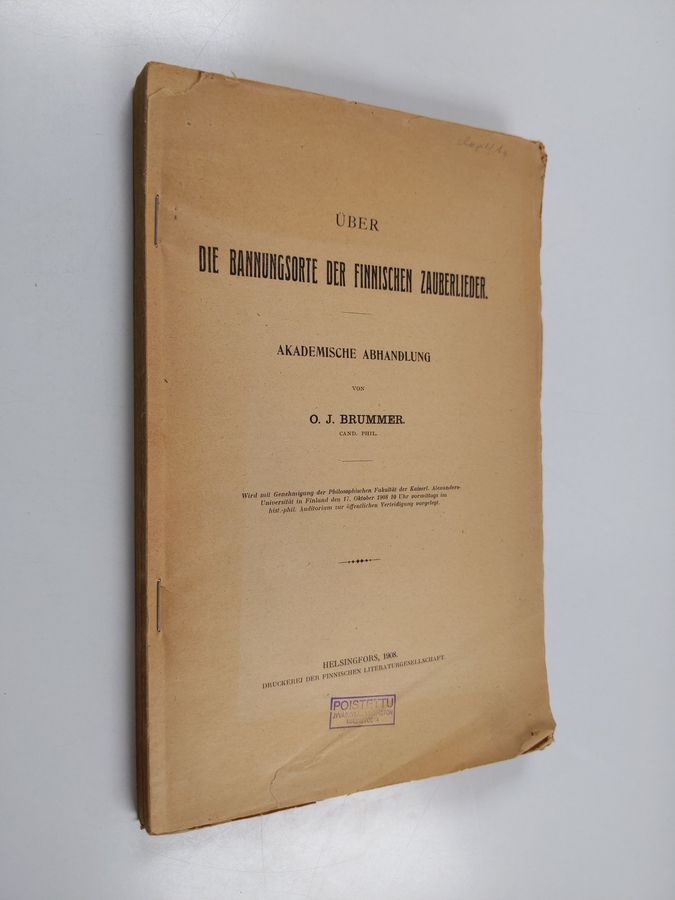 ÜBER
DIE BANNUNGSORTE DER FINNISCHEN ZAUBERLIEDER.
AKADEMISCHE ABHANDLUNG
VON
O. J. BRUMMER.
CAND. PHIL.
Wird mit Genehmigung der Philosophischen Fakultät der Kaiserl. Alexanders-
Universität in Finland den 17. Oktober 1908 10 Uhr vormittags im
hist.-phil. Auditorium zur öffentlichen Verteidigung vorgelegt.
HELSINGFORS, 1908.
DRUCKEREI DER FINNISCHEN LITERATURGESELLSCHAFT.
POISTETTU